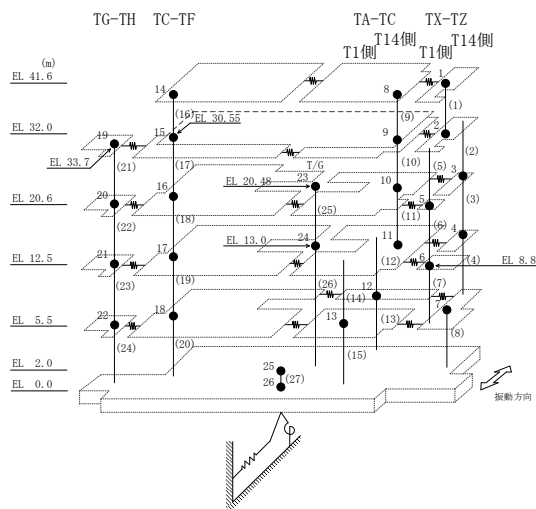 TG-TH TC-TF TA-TC TX-TZ
T1側 T14側 T1側 T14側
(m)
EL 41.6
14 8 1
(16) (9) (1)
EL 32.0 EL 30.55
19 15 9 2
EL 33.7 (21) (17) (10) (2)
T/G
EL 20.6 EL 20.48
20 16 23 10 5 (5) 3
(22) (18) (25) (11) (3)
EL 12.5 EL 13.0
21 17 24 11 6 (6) 4
(23) (19) (12) (4) EL 8.8
(26) (14) 12 (7) 7
EL 5.5
22 18 13 (13) (8)
(24) (20) (15)
EL 2.0
25
EL 0.0
26 (27)
振動方向